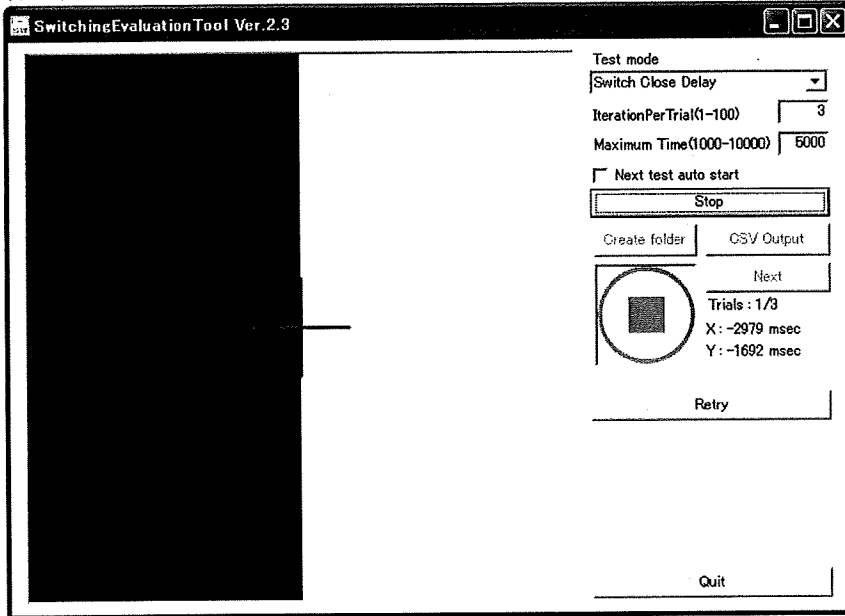 SwitchingEvaluationTool Ver.2.3
Test mode
Switch Close Delay
IterationPerTrial(1-100) 3
Maximum Time(1000-10000) 5000
Next test auto start
Stop
Create folder CSV Output
Next
Trials : 1/3
X : -2979 msec
Y : -1692 msec
Retry
Quit